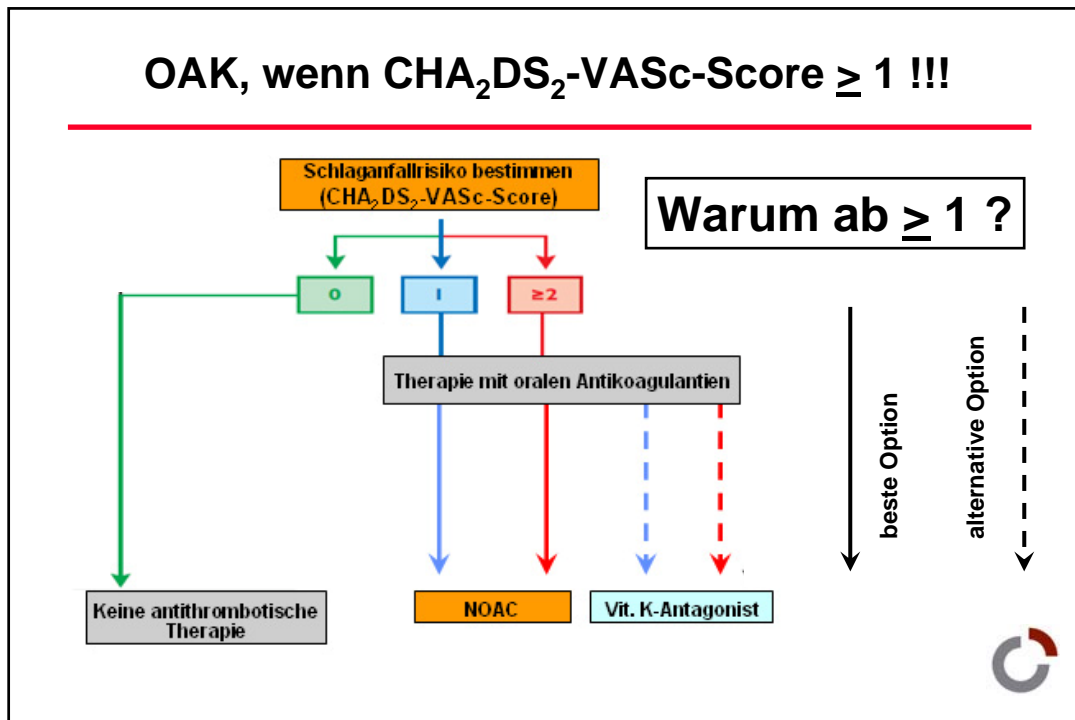 OAK, wenn CHA₂DS₂-VASc-Score ≥ 1 !!!
Schlaganfallrisiko bestimmen
(CHA₂DS₂-VASc-Score)
Warum ab ≥ 1 ?
0
1
≥2
Therapie mit oralen Antikoagulantien
beste Option
alternative Option
Keine antithrombotische
Therapie
NOAC
Vit. K-Antagonist